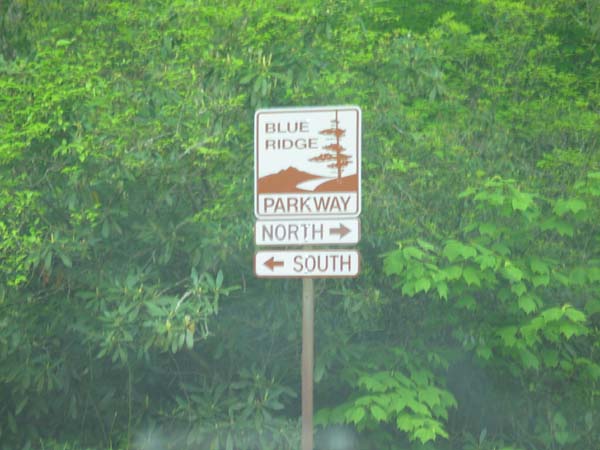 BLUE
RIDGE
PARKWAY
NORTH →
← SOUTH